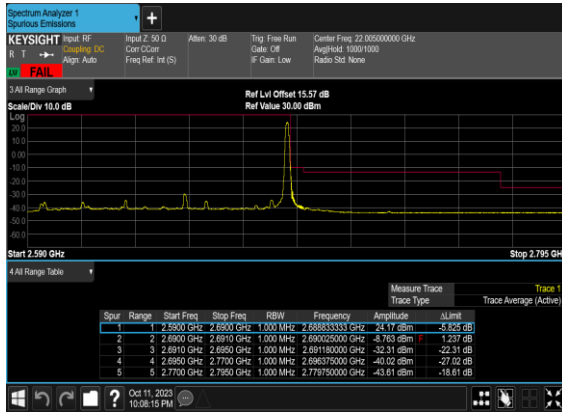 Spectrum Analyzer 1
Spurious Emissions
KEYSIGHT Input: RF Input Z: 50 Ω Atten: 30 dB Trig: Free Run Center Freq: 22.005000000 GHz
R T Coupling: DC Corr CCorr Gate: Off Avg|Hold: 1000/1000
Align: Auto Freq Ref: Int (S) IF Gain: Low Radio Std: None
FAIL
3 All Range Graph
Ref Lvl Offset 15.57 dB
Scale/Div 10.0 dB Ref Value 30.00 dBm
Log
20.0
10.0
0.00
-10.0
-20.0
-30.0
-40.0
-50.0
-60.0
Start 2.590 GHz Stop 2.795 GHz
4 All Range Table
Measure Trace Trace 1
Trace Type Trace Average (Active)
Spur Range Start Freq Stop Freq RBW Frequency Amplitude ΔLimit
1 1 2.5900 GHz 2.6900 GHz 1.000 MHz 2.688833333 GHz 24.17 dBm -5.825 dB
2 2 2.6900 GHz 2.6910 GHz 1.000 MHz 2.690025000 GHz -8.763 dBm F 1.237 dB
3 3 2.6910 GHz 2.6950 GHz 1.000 MHz 2.691180000 GHz -32.31 dBm -22.31 dB
4 4 2.6950 GHz 2.7700 GHz 1.000 MHz 2.696375000 GHz -40.02 dBm -27.02 dB
5 5 2.7700 GHz 2.7950 GHz 1.000 MHz 2.779750000 GHz -43.61 dBm -18.61 dB
Oct 11, 2023
10:08:15 PM